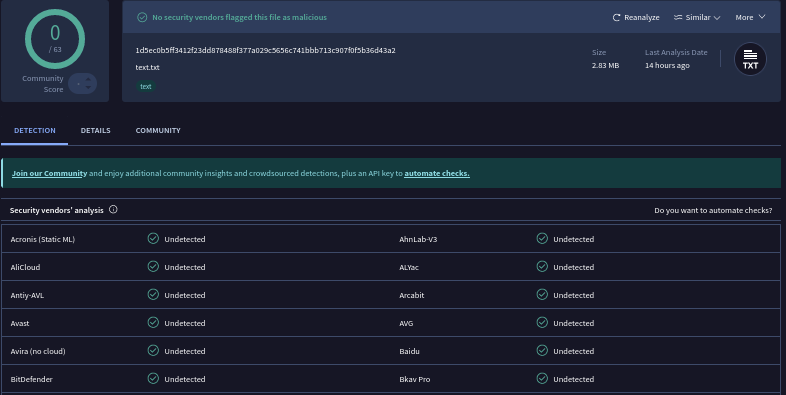 0
/ 63
Community
Score
No security vendors flagged this file as malicious
Reanalyze
Similar
More
1d5ec0b5ff3412f23dd878488f377a029c5656c741bbb713c907f0f5b36d43a2
text.txt
text
Size
2.83 MB
Last Analysis Date
14 hours ago
TXT
DETECTION DETAILS COMMUNITY
Join our Community and enjoy additional community insights and crowdsourced detections, plus an API key to automate checks.
Security vendors' analysis Do you want to automate checks?
Acronis (Static ML) Undetected AhnLab-V3 Undetected
AliCloud Undetected ALYac Undetected
Antiy-AVL Undetected Arcabit Undetected
Avast Undetected AVG Undetected
Avira (no cloud) Undetected Baidu Undetected
BitDefender Undetected Bkav Pro Undetected